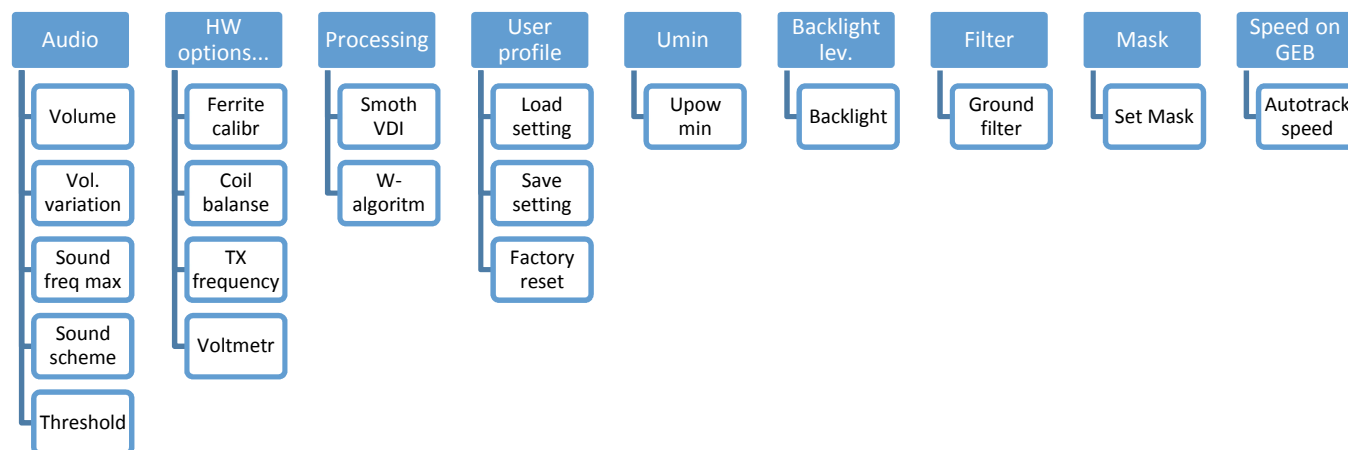 Audio
Volume
Vol.
variation
Sound
freq max
Sound
scheme
Threshold
HW
options...
Ferrite
calibr
Coil
balanse
TX
frequency
Voltmetr
Processing
Smoth
VDI
W-
algoritm
User
profile
Load
setting
Save
setting
Factory
reset
Umin
Upow
min
Backlight
lev.
Backlight
Filter
Ground
filter
Mask
Set Mask
Speed on
GEB
Autotrack
speed